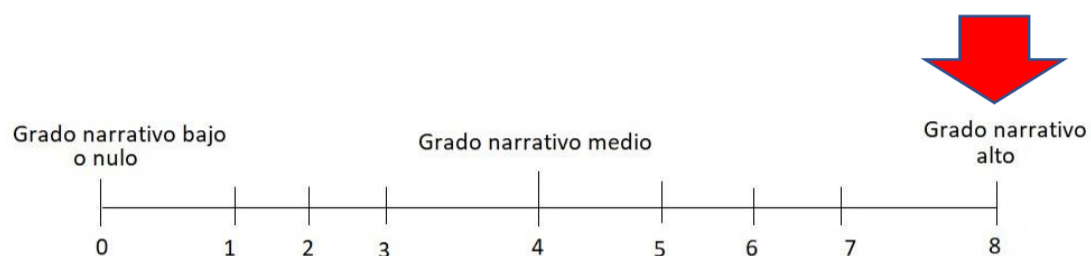 Grado narrativo bajo
o nulo
Grado narrativo medio
Grado narrativo
alto
0 1 2 3 4 5 6 7 8